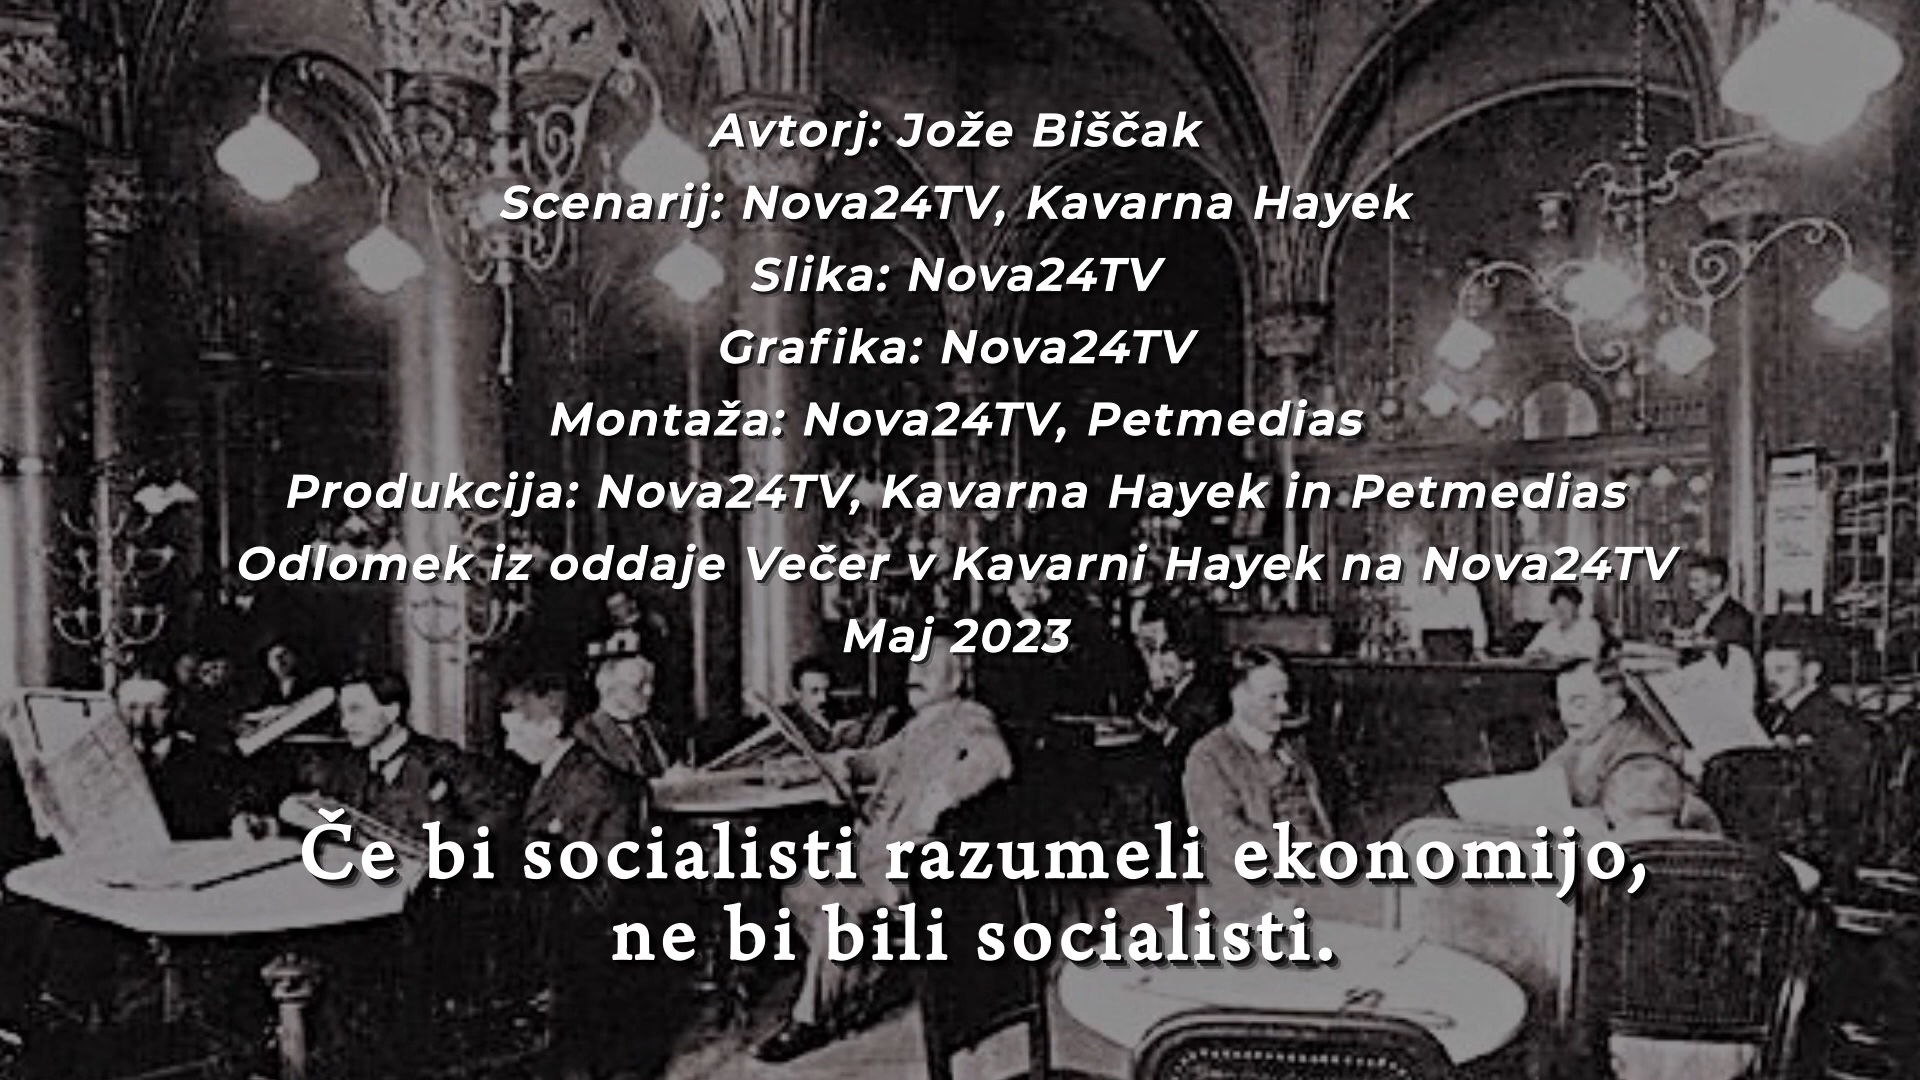 Avtorj: Jože Biščak
Scenarij: Nova24TV, Kavarna Hayek
Slika: Nova24TV
Grafika: Nova24TV
Montaža: Nova24TV, Petmedias
Produkcija: Nova24TV, Kavarna Hayek in Petmedias
Odlomek iz oddaje Večer v Kavarni Hayek na Nova24TV
Maj 2023
Če bi socialisti razumeli ekonomijo,
ne bi bili socialisti.